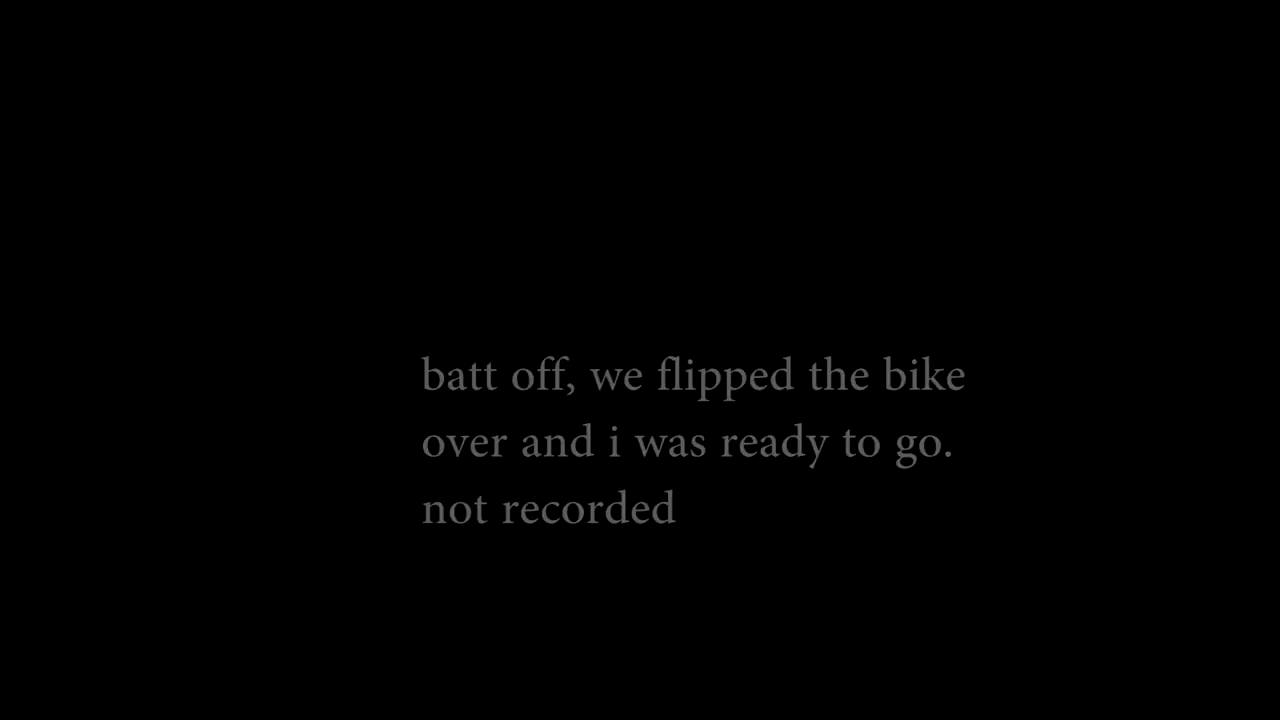 batt off, we flipped the bike
over and i was ready to go.
not recorded